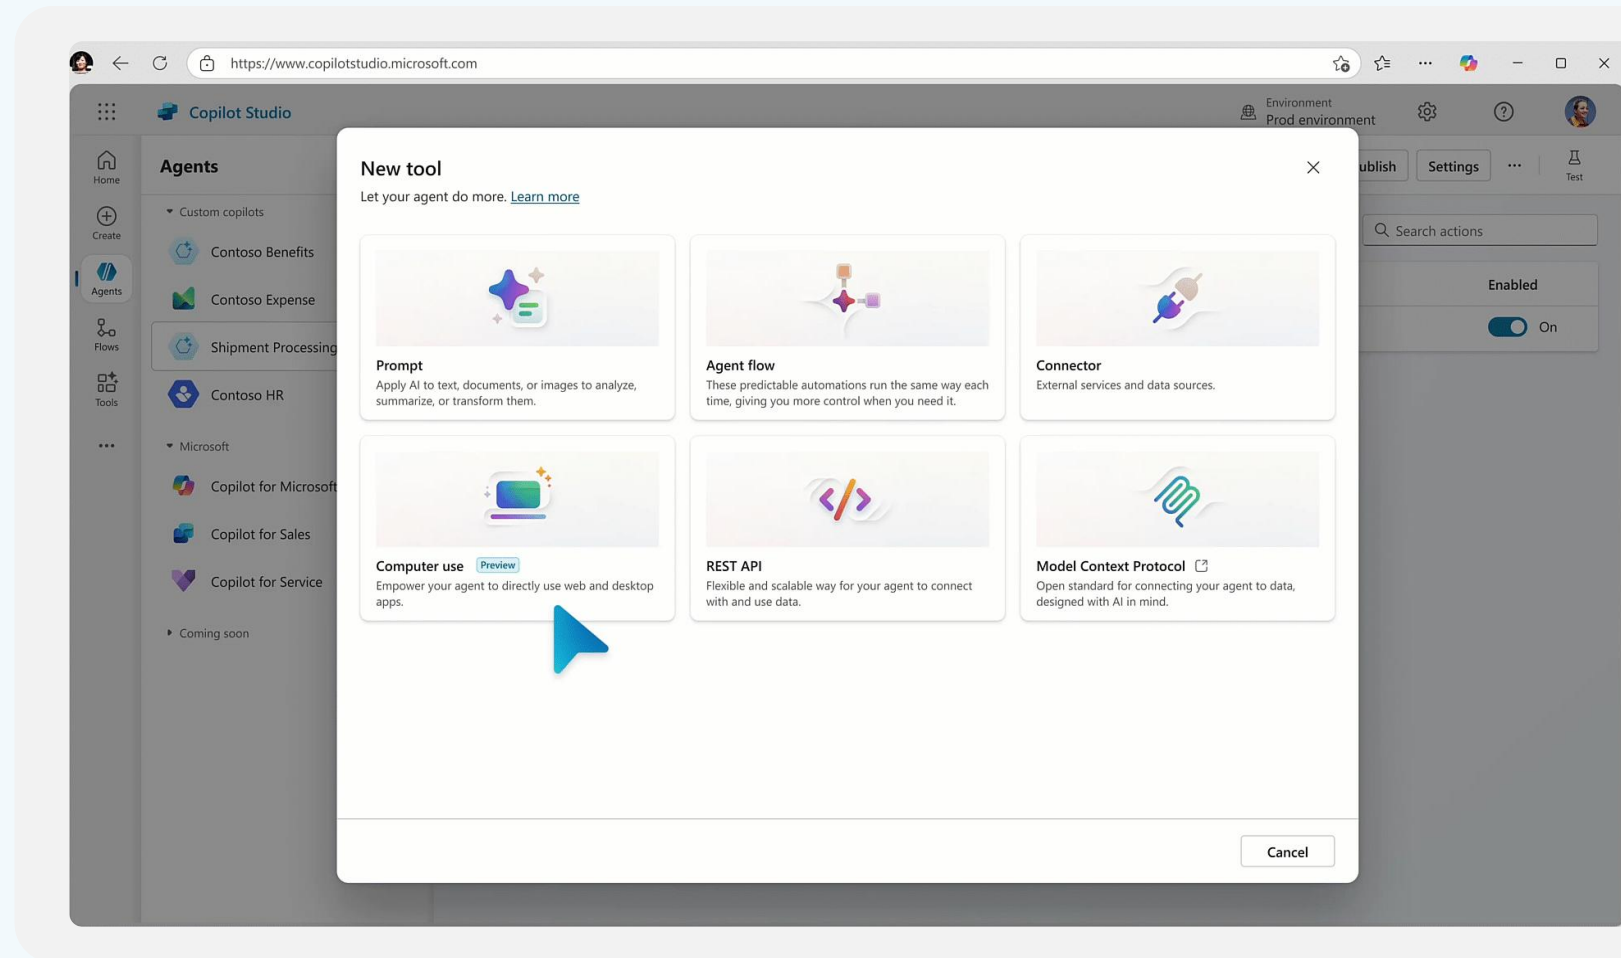 https://www.copilotstudio.microsoft.com
Copilot Studio
Environment
Prod environment
Home
Create
Agents
Flows
Tools
Agents
Custom copilots
Contoso Benefits
Contoso Expense
Shipment Processing
Contoso HR
Microsoft
Copilot for Microsoft
Copilot for Sales
Copilot for Service
Coming soon
New tool
Let your agent do more. Learn more
Prompt
Apply AI to text, documents, or images to analyze,
summarize, or transform them.
Agent flow
These predictable automations run the same way each
time, giving you more control when you need it.
Connector
External services and data sources.
Computer use Preview
Empower your agent to directly use web and desktop
apps.
REST API
Flexible and scalable way for your agent to connect
with and use data.
Model Context Protocol
Open standard for connecting your agent to data,
designed with AI in mind.
Cancel
ublish
Settings
Test
Search actions
Enabled
On